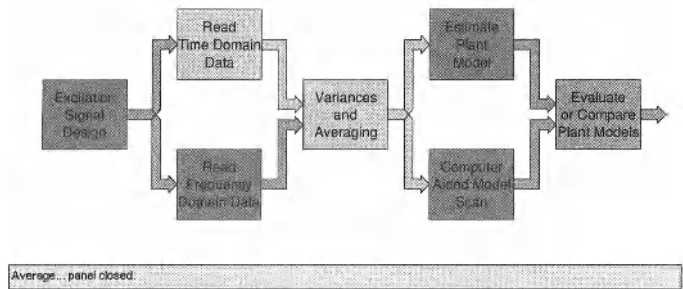 Excitation
Signal
Design
Read
Time Domain
Data
Read
Frequency
Domain Data
Variances
and
Averaging
Estimate
Plant
Model
Computer
Aided Model
Scan
Evaluate
or Compare
Plant Models
Average... panel closed.